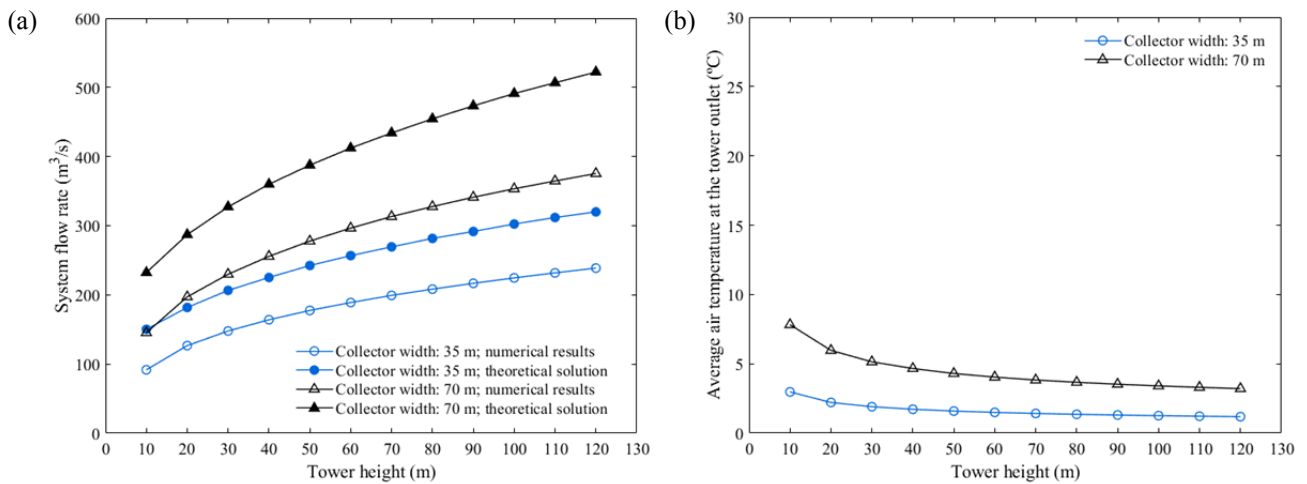 (a)
600
500
400
300
200
100
0
System flow rate (m³/s)
Collector width: 35 m; numerical results
Collector width: 35 m; theoretical solution
Collector width: 70 m; numerical results
Collector width: 70 m; theoretical solution
0 10 20 30 40 50 60 70 80 90 100 110 120 130
Tower height (m)
(b)
30
25
20
15
10
5
0
Average air temperature at the tower outlet (ºC)
Collector width: 35 m
Collector width: 70 m
0 10 20 30 40 50 60 70 80 90 100 110 120 130
Tower height (m)